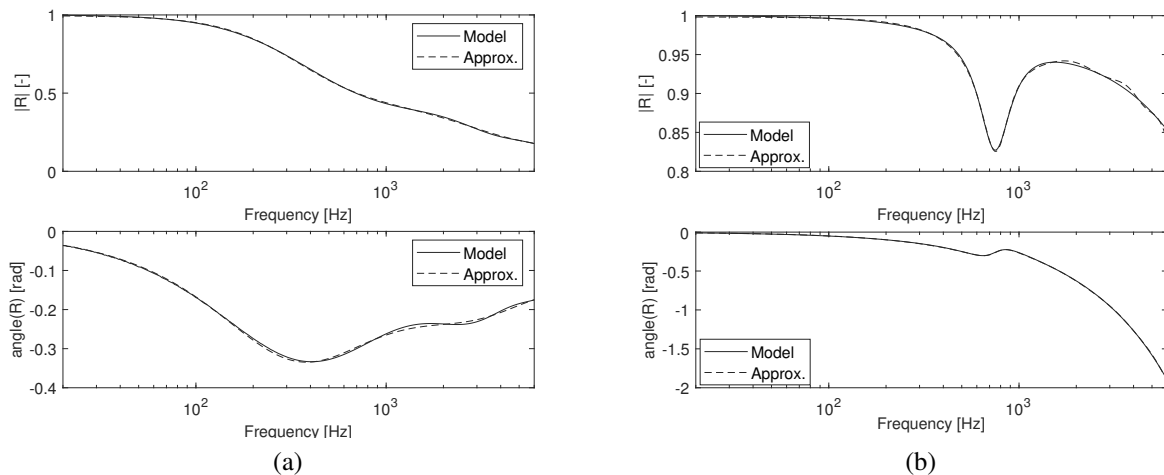 1
0.5
0
|R| [-]
Model
Approx.
10^2
10^3
Frequency [Hz]
0
-0.1
-0.2
-0.3
-0.4
angle(R) [rad]
Model
Approx.
10^2
10^3
Frequency [Hz]
(a)
1
0.95
0.9
0.85
0.8
|R| [-]
Model
Approx.
10^2
10^3
Frequency [Hz]
0
-0.5
-1
-1.5
-2
angle(R) [rad]
Model
Approx.
10^2
10^3
Frequency [Hz]
(b)